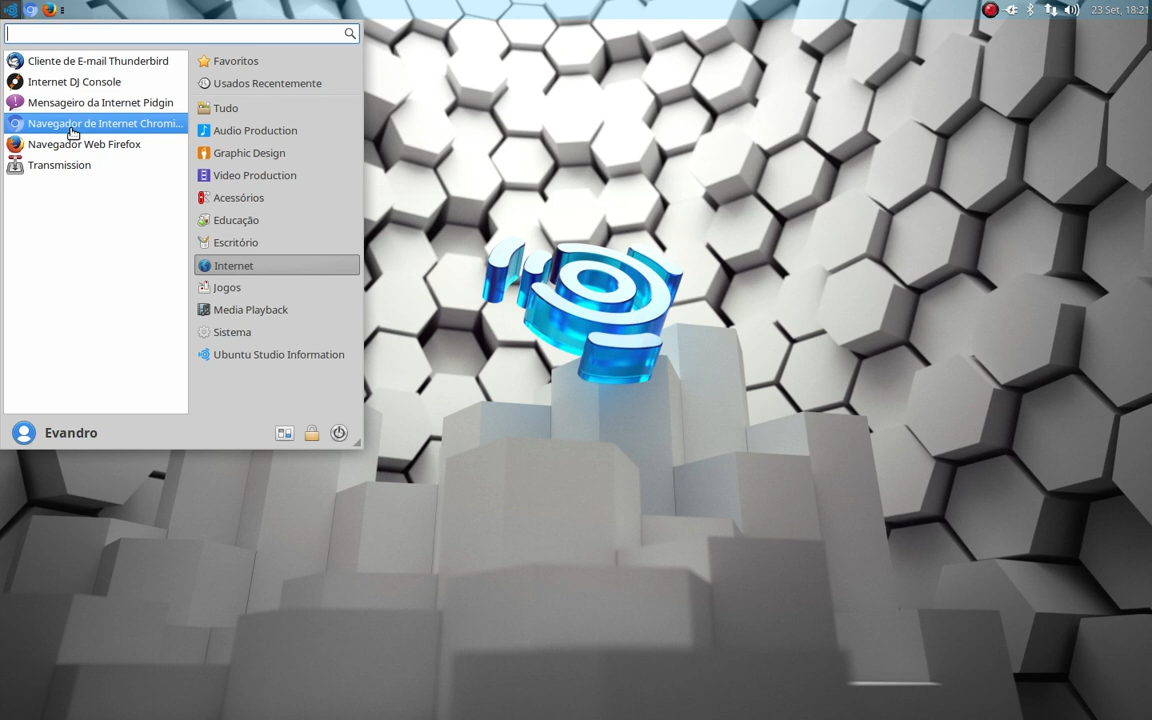 23 Set, 18:21
Cliente de E-mail Thunderbird
Internet DJ Console
Mensageiro da Internet Pidgin
Navegador de Internet Chromi...
Navegador Web Firefox
Transmission
Favoritos
Usados Recentemente
Tudo
Audio Production
Graphic Design
Video Production
Acessórios
Educação
Escritório
Internet
Jogos
Media Playback
Sistema
Ubuntu Studio Information
Evandro